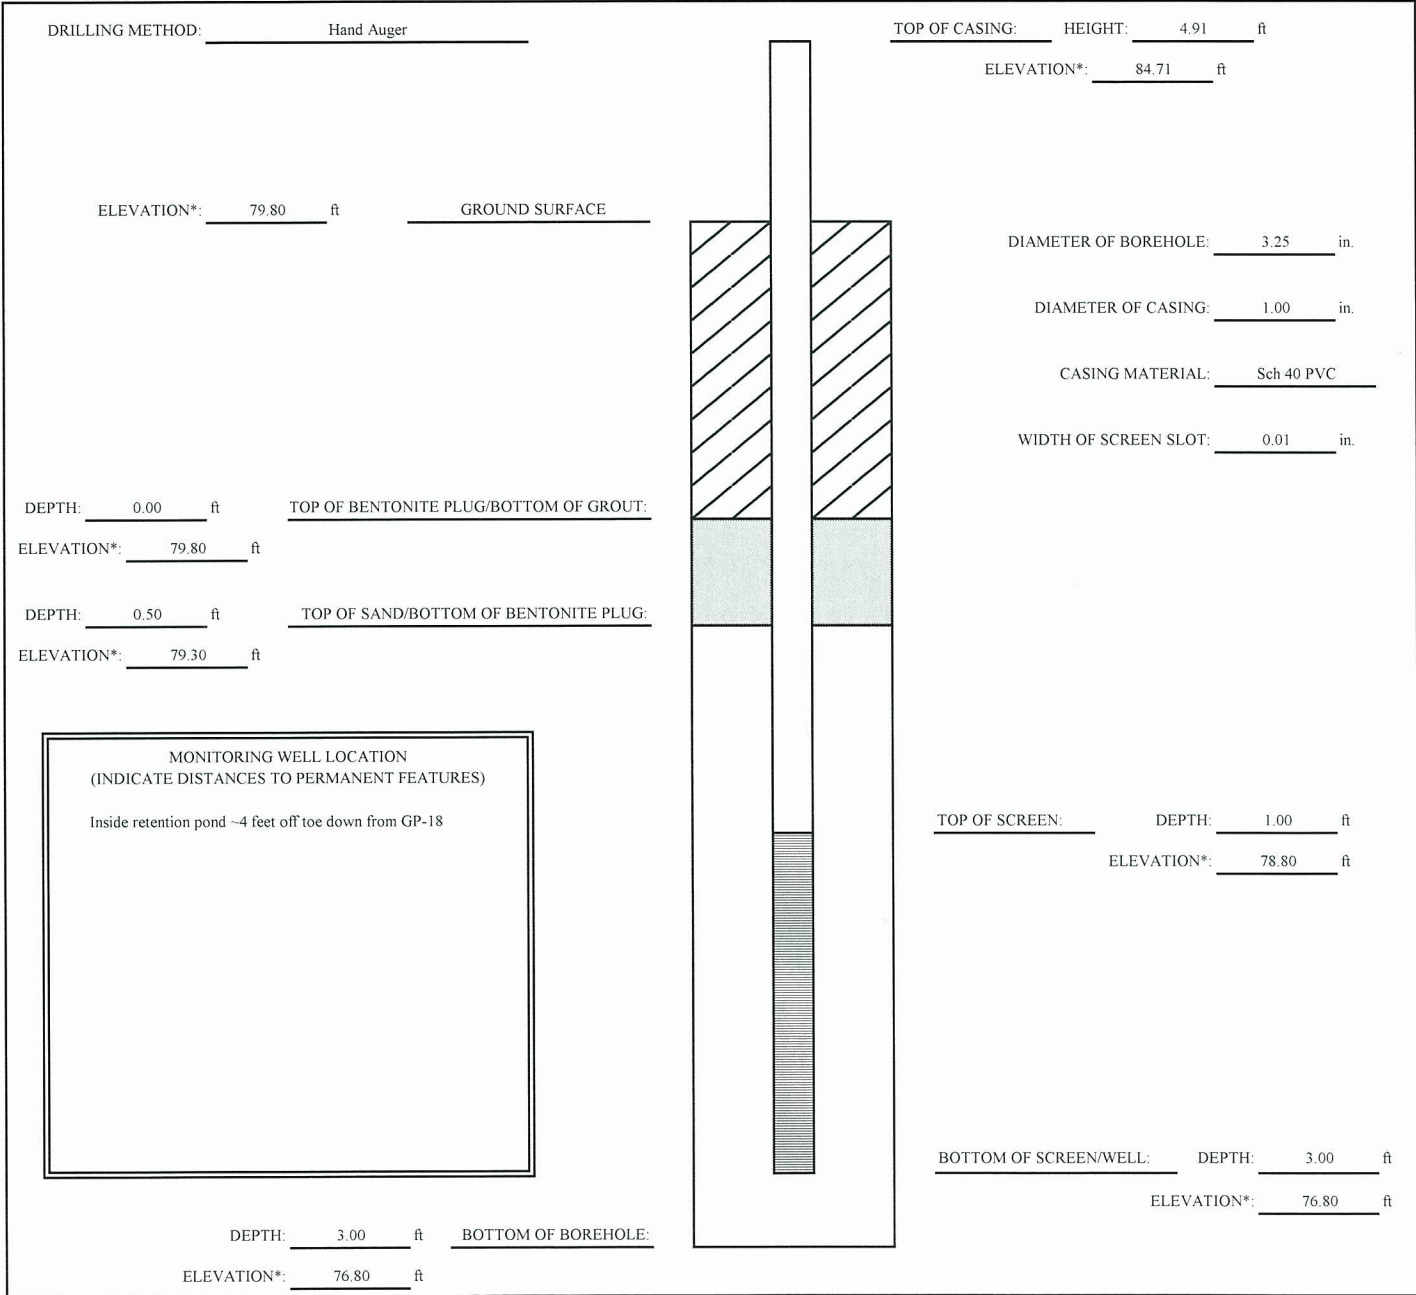 DRILLING METHOD: Hand Auger
TOP OF CASING: HEIGHT: 4.91 ft
ELEVATION*: 84.71 ft
ELEVATION*: 79.80 ft GROUND SURFACE
DIAMETER OF BOREHOLE: 3.25 in.
DIAMETER OF CASING: 1.00 in.
CASING MATERIAL: Sch 40 PVC
WIDTH OF SCREEN SLOT: 0.01 in.
DEPTH: 0.00 ft TOP OF BENTONITE PLUG/BOTTOM OF GROUT:
ELEVATION*: 79.80 ft
DEPTH: 0.50 ft TOP OF SAND/BOTTOM OF BENTONITE PLUG:
ELEVATION*: 79.30 ft
MONITORING WELL LOCATION
(INDICATE DISTANCES TO PERMANENT FEATURES)
Inside retention pond ~4 feet off toe down from GP-18
TOP OF SCREEN: DEPTH: 1.00 ft
ELEVATION*: 78.80 ft
BOTTOM OF SCREEN/WELL: DEPTH: 3.00 ft
ELEVATION*: 76.80 ft
DEPTH: 3.00 ft BOTTOM OF BOREHOLE:
ELEVATION*: 76.80 ft